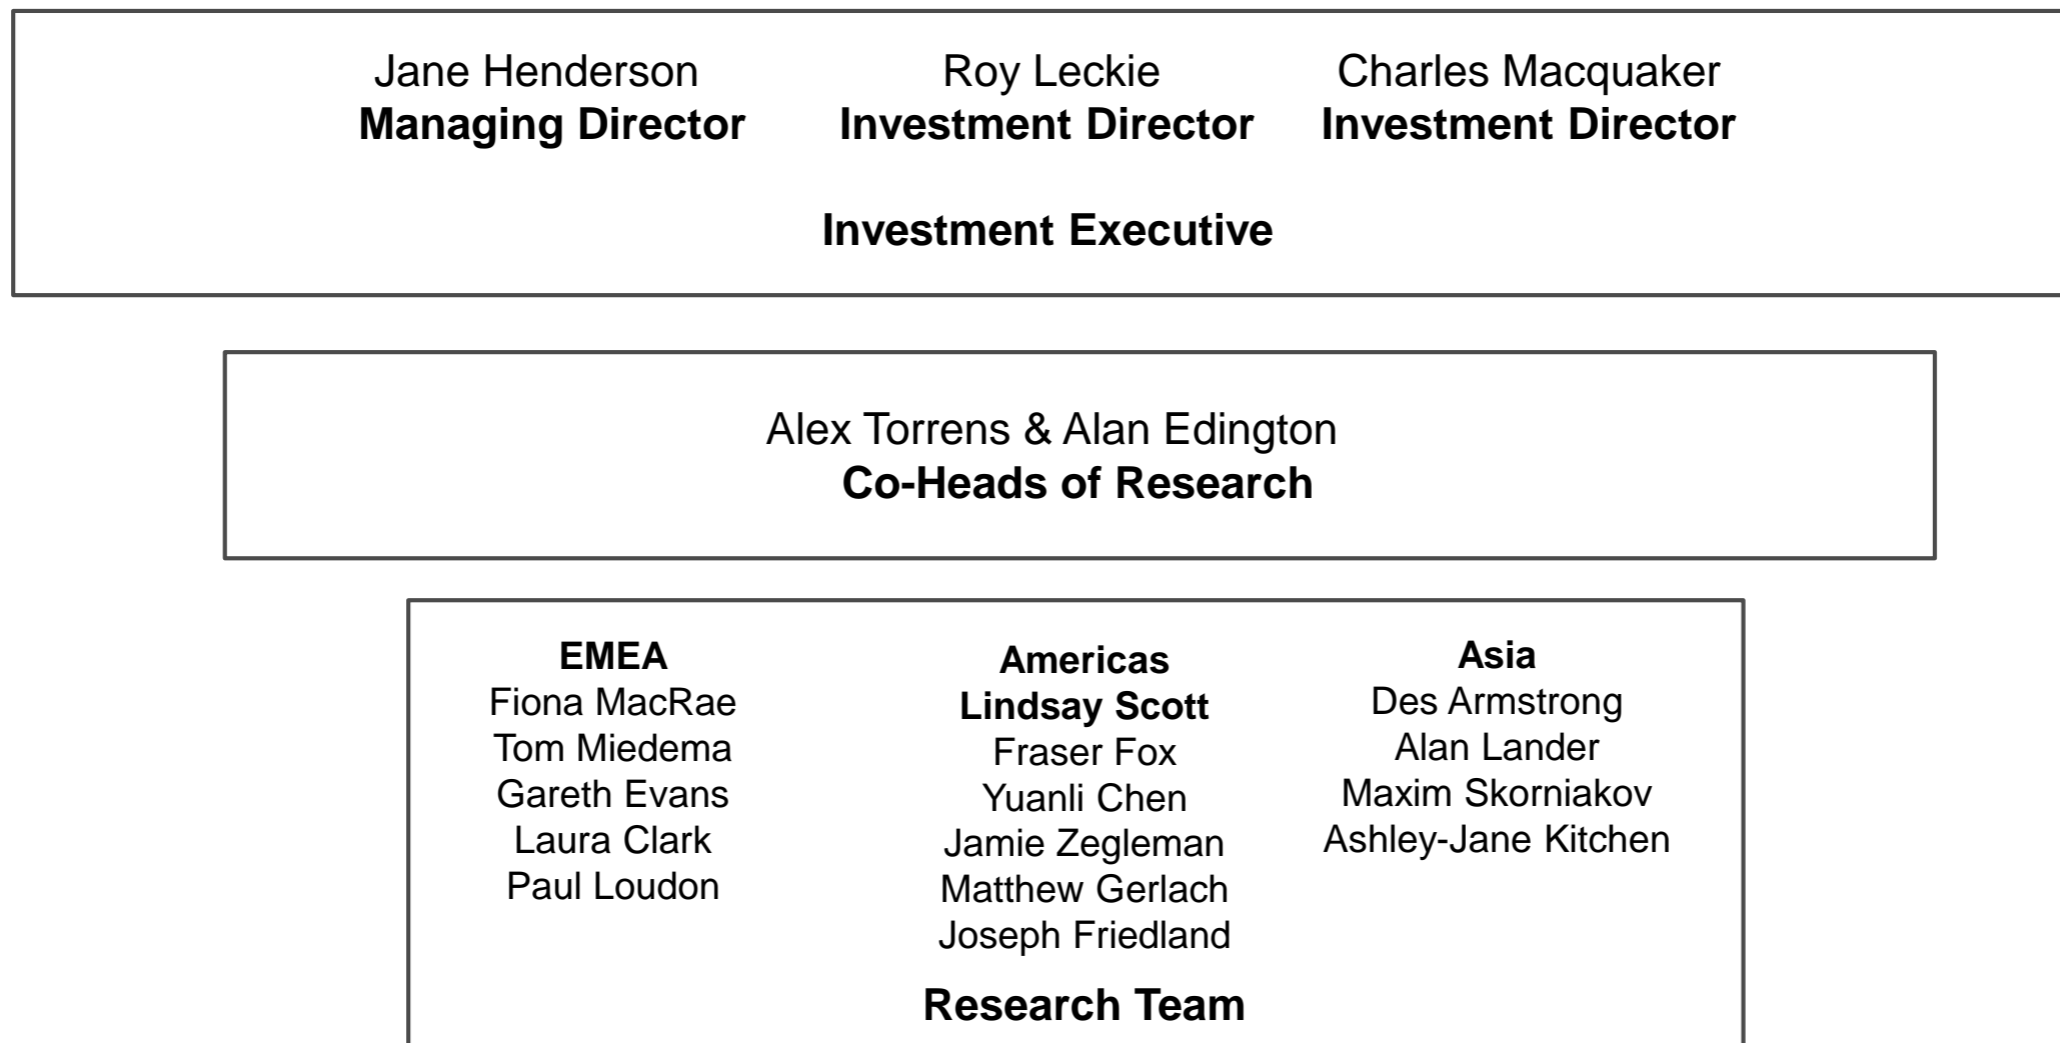 Jane Henderson
Managing Director
Roy Leckie
Investment Director
Charles Macquaker
Investment Director
Investment Executive
Alex Torrens & Alan Edington
Co-Heads of Research
EMEA
Fiona MacRae
Tom Miedema
Gareth Evans
Laura Clark
Paul Loudon
Americas
Lindsay Scott
Fraser Fox
Yuanli Chen
Jamie Zegleman
Matthew Gerlach
Joseph Friedland
Asia
Des Armstrong
Alan Lander
Maxim Skorniakov
Ashley-Jane Kitchen
Research Team